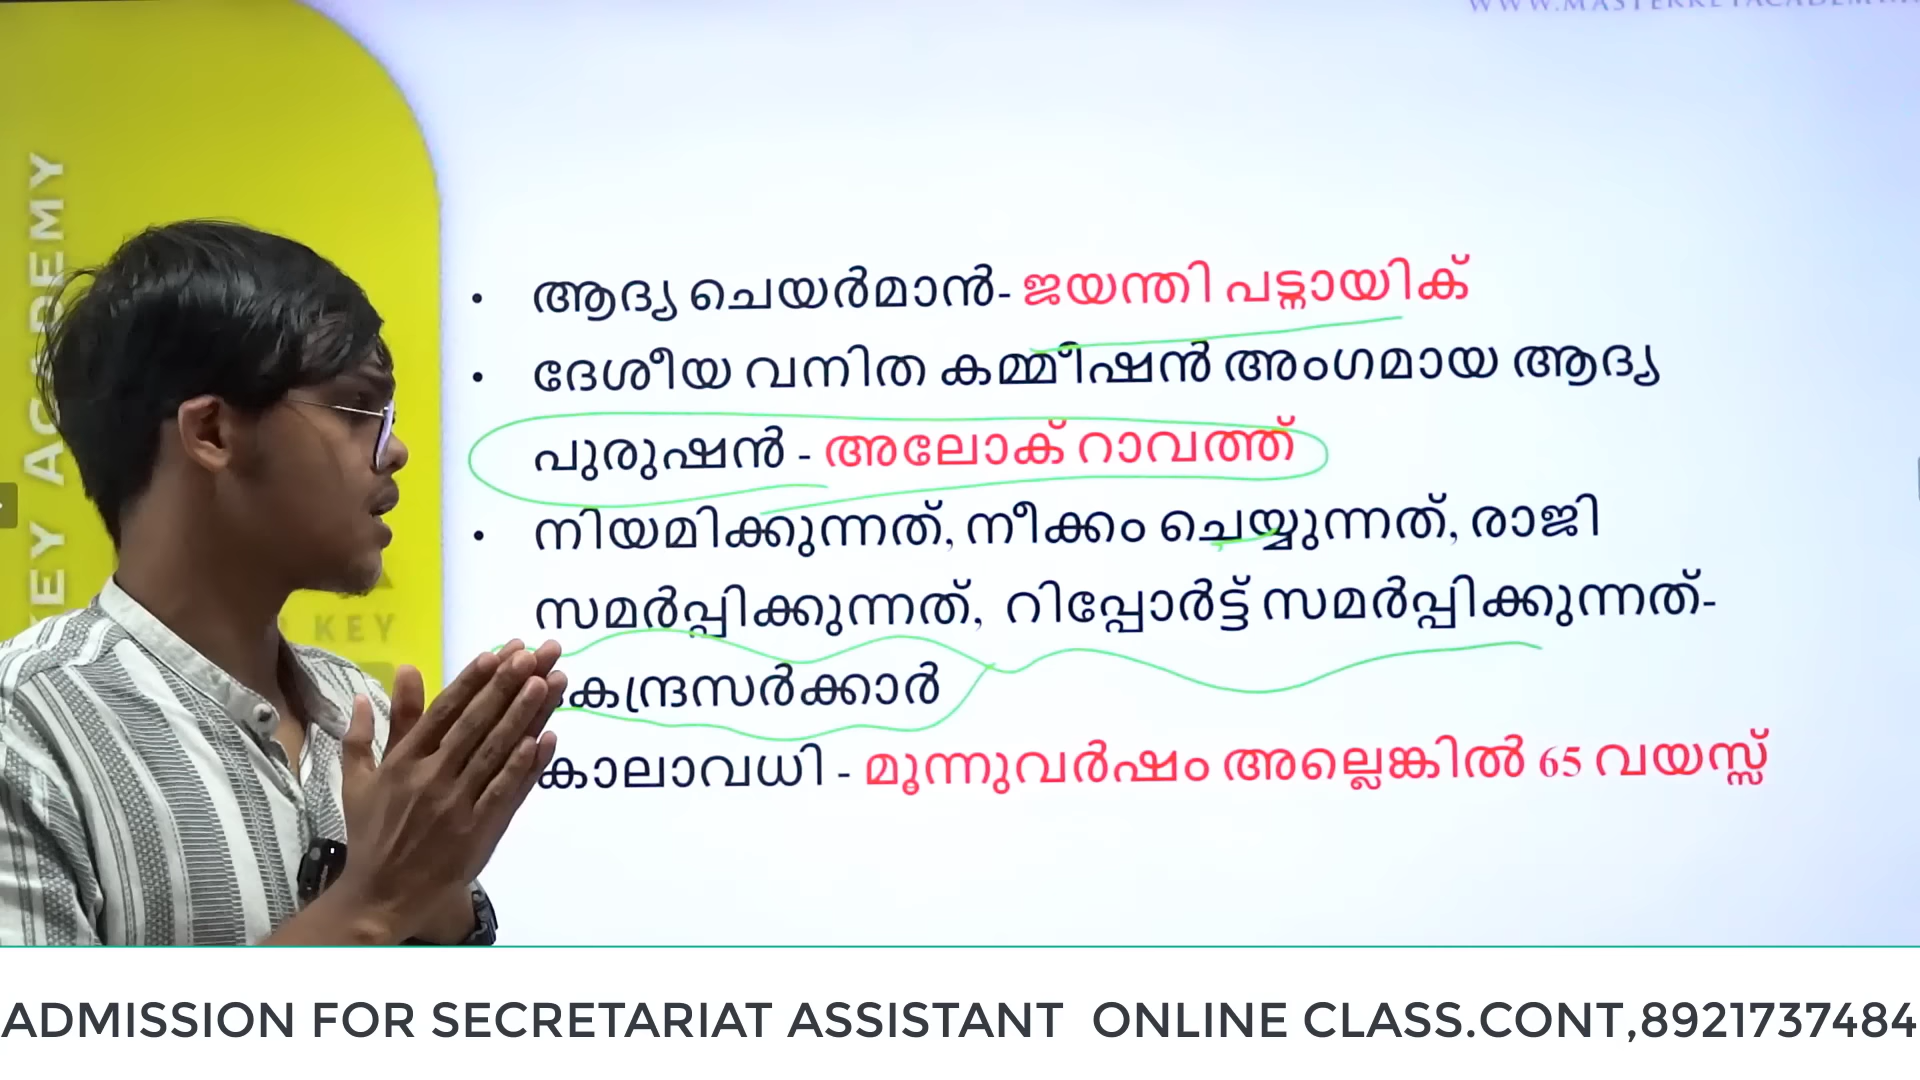 WWW.MASTERKEYACADEMY
KEY ACADEMY
KEY
• ആദ്യ ചെയർമാൻ- ജയന്തി പട്നായിക്
• ദേശീയ വനിത കമ്മീഷൻ അംഗമായ ആദ്യ
പുരുഷൻ - അലോക് റാവത്ത്
• നിയമിക്കുന്നത്, നീക്കം ചെയ്യുന്നത്, രാജി
സമർപ്പിക്കുന്നത്, റിപ്പോർട്ട് സമർപ്പിക്കുന്നത്-
കേന്ദ്രസർക്കാർ
കാലാവധി - മൂന്നുവർഷം അല്ലെങ്കിൽ 65 വയസ്സ്
ADMISSION FOR SECRETARIAT ASSISTANT ONLINE CLASS.CONT,8921737484